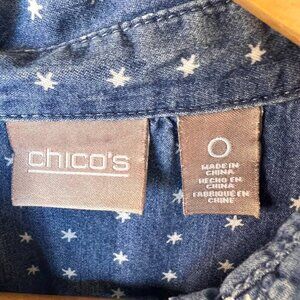 chico's
0
MADE IN
CHINA
HECHO EN
CHINA
FABRIQUÉ EN
CHINE